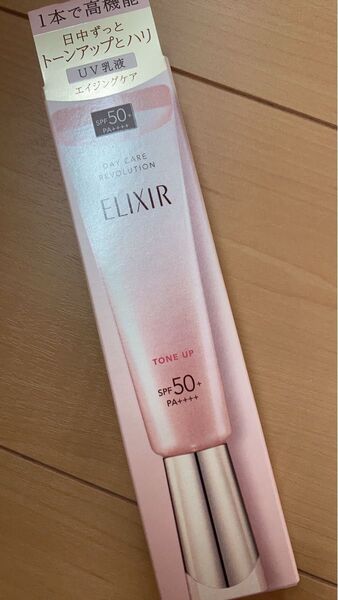 1本で高機能
日中ずっと
トーンアップとハリ
UV乳液
エイジングケア
SPF50+
PA++++
DAY CARE
REVOLUTION
ELIXIR
TONE UP
SPF50+
PA++++